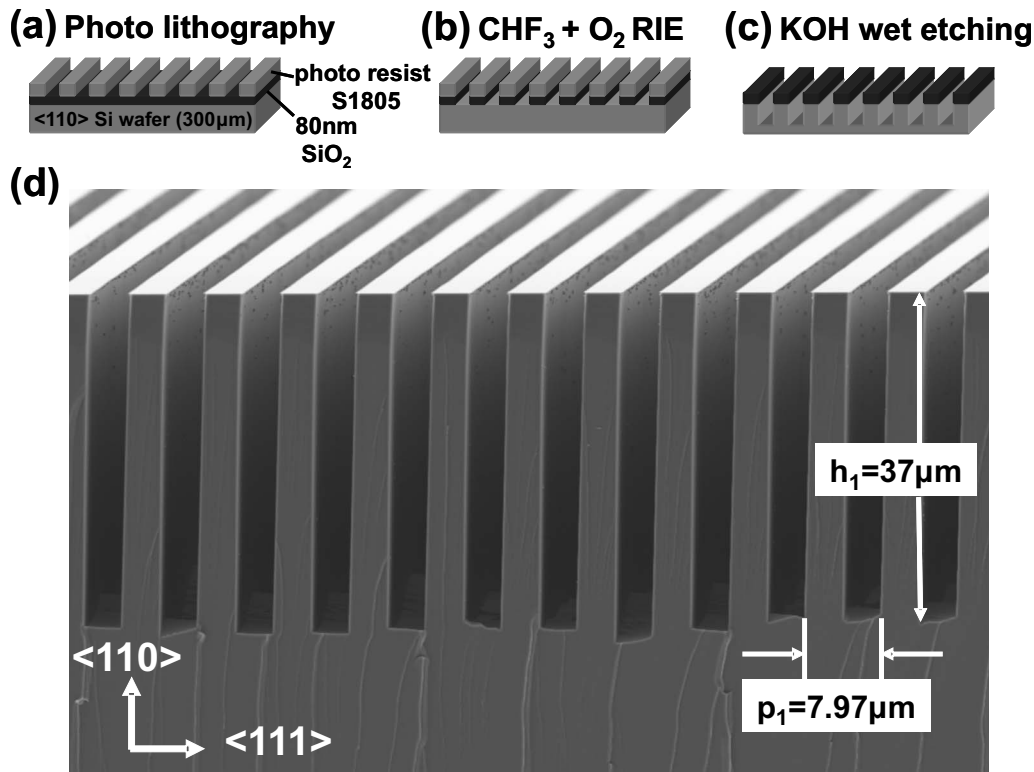 (a) Photo lithography
(b) CHF₃ + O₂ RIE
(c) KOH wet etching
photo resist
S1805
<110> Si wafer (300µm)
80nm
SiO₂
(d)
h₁=37µm
<110>
p₁=7.97µm
<111>